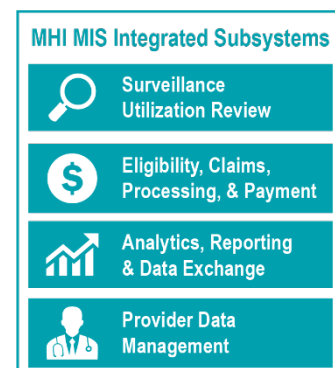 MHI MIS Integrated Subsystems
Surveillance
Utilization Review
$
Eligibility, Claims,
Processing, & Payment
Analytics, Reporting
& Data Exchange
Provider Data
Management